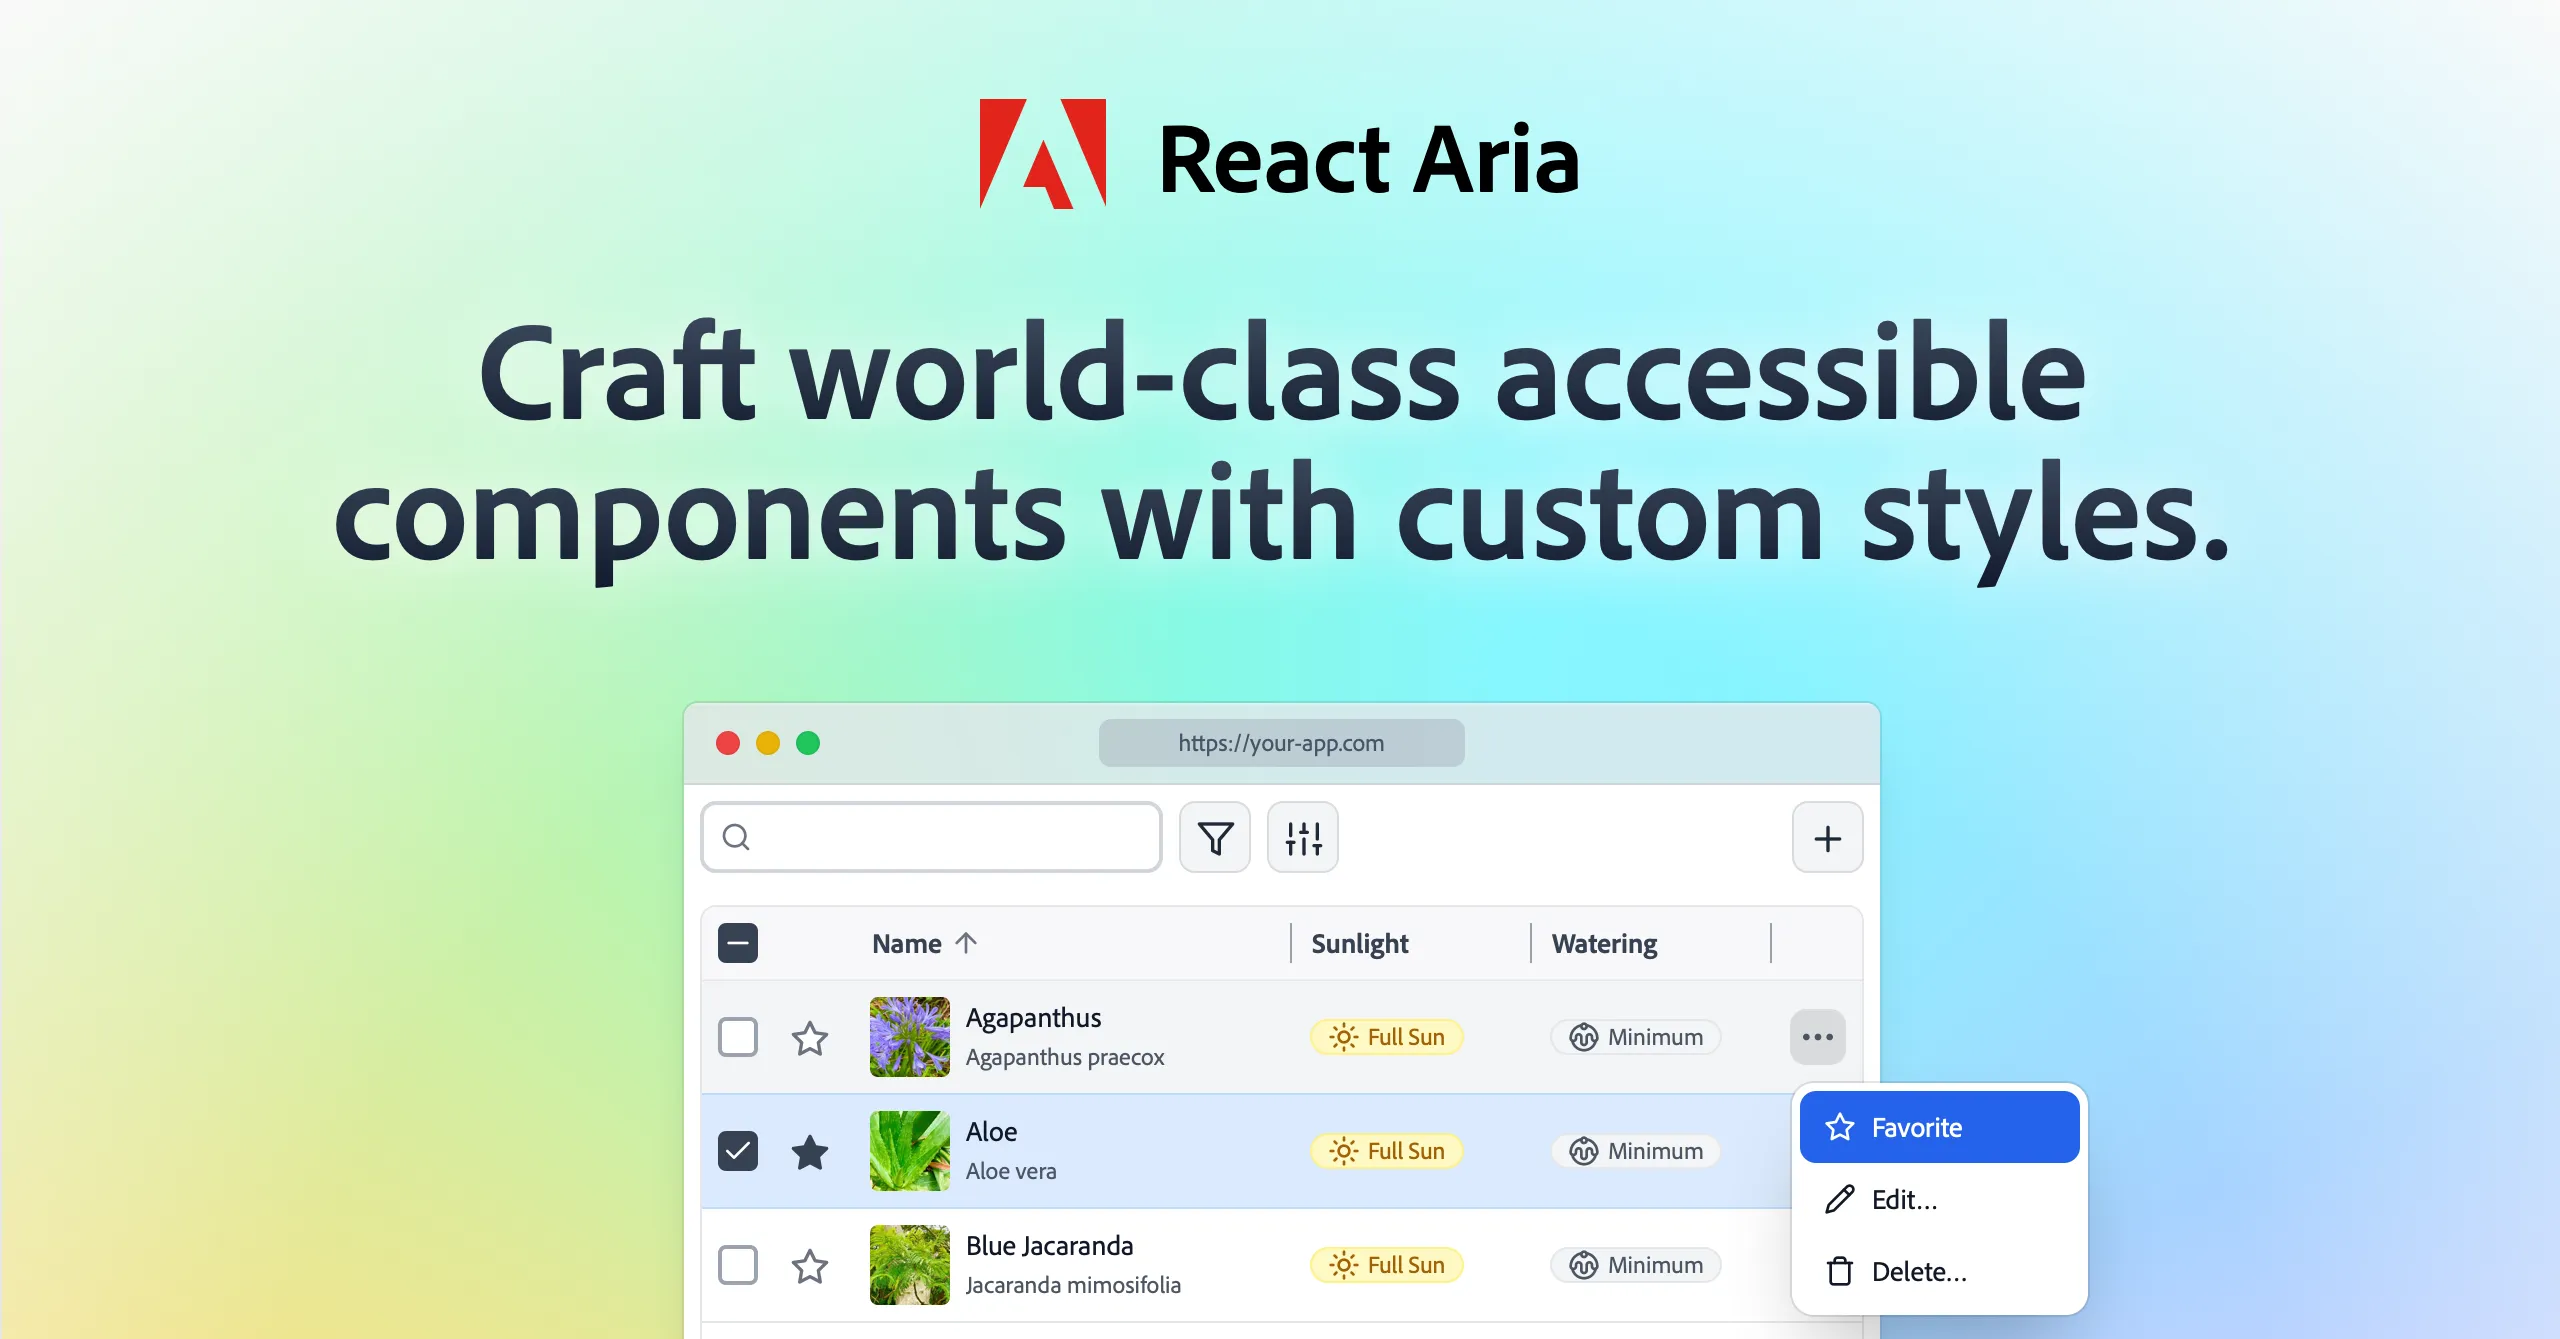 React Aria
Craft world-class accessible
components with custom styles.
https://your-app.com
Name Sunlight Watering
Agapanthus
Agapanthus praecox
Full Sun Minimum
Aloe
Aloe vera
Full Sun Minimum
Blue Jacaranda
Jacaranda mimosifolia
Full Sun Minimum
Favorite
Edit...
Delete...